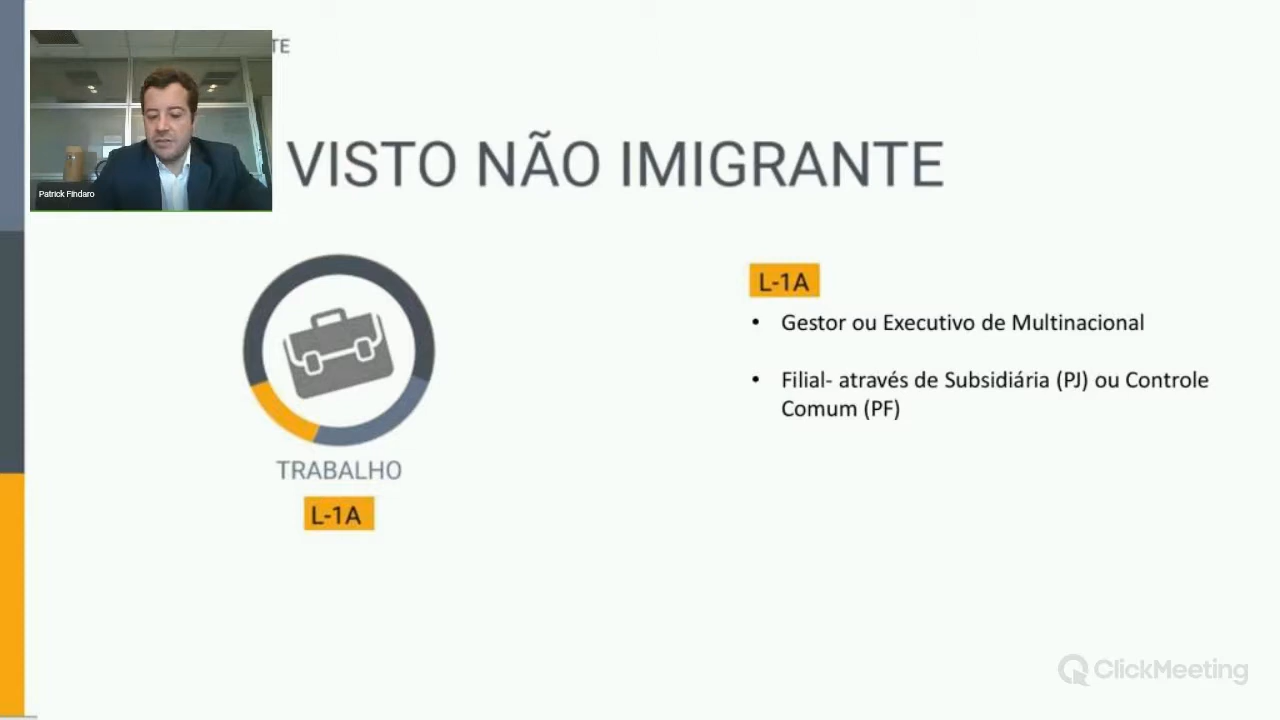 TE
Patrick Findaro
VISTO NÃO IMIGRANTE
TRABALHO
L-1A
L-1A
• Gestor ou Executivo de Multinacional
• Filial- através de Subsidiária (PJ) ou Controle
Comum (PF)
ClickMeeting